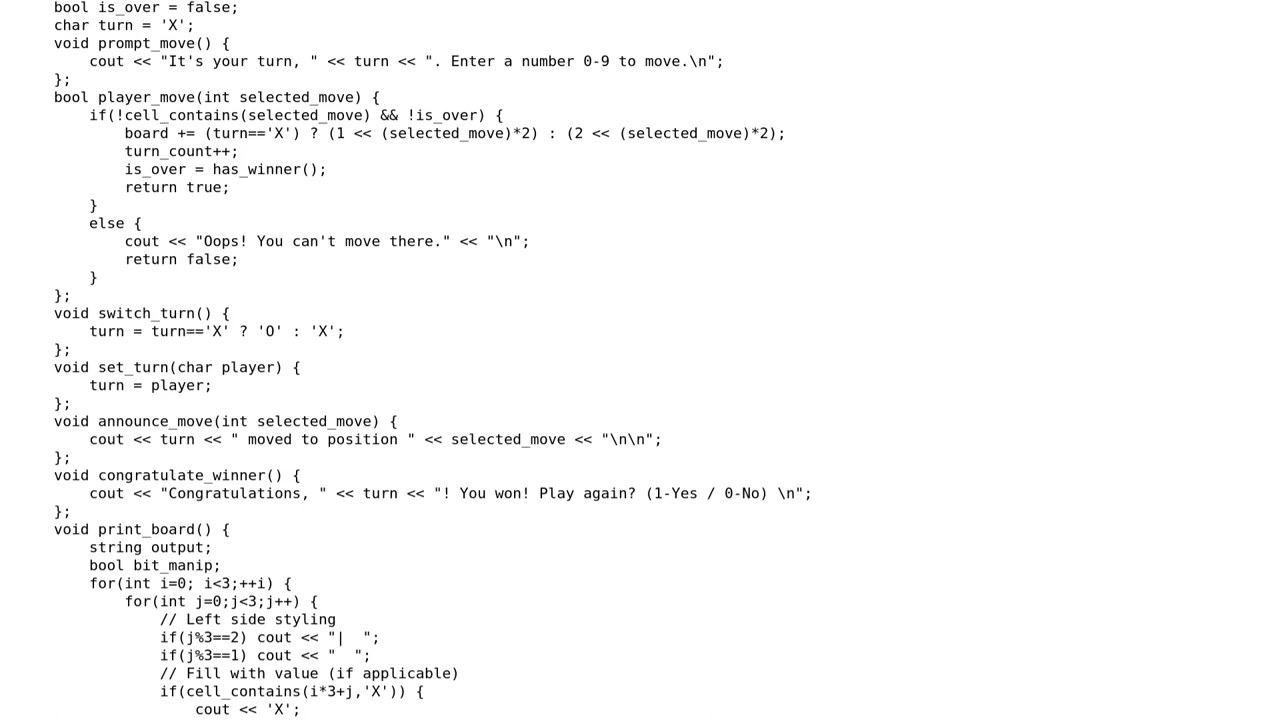 bool is_over = false;
char turn = 'X';
void prompt_move() {
    cout << "It's your turn, " << turn << ". Enter a number 0-9 to move.\n";
};
bool player_move(int selected_move) {
    if(!cell_contains(selected_move) && !is_over) {
        board += (turn=='X') ? (1 << (selected_move)*2) : (2 << (selected_move)*2);
        turn_count++;
        is_over = has_winner();
        return true;
    }
    else {
        cout << "Oops! You can't move there." << "\n";
        return false;
    }
};
void switch_turn() {
    turn = turn=='X' ? 'O' : 'X';
};
void set_turn(char player) {
    turn = player;
};
void announce_move(int selected_move) {
    cout << turn << " moved to position " << selected_move << "\n\n";
};
void congratulate_winner() {
    cout << "Congratulations, " << turn << "! You won! Play again? (1-Yes / 0-No) \n";
};
void print_board() {
    string output;
    bool bit_manip;
    for(int i=0; i<3;++i) {
        for(int j=0;j<3;j++) {
            // Left side styling
            if(j%3==2) cout << "|  ";
            if(j%3==1) cout << "  ";
            // Fill with value (if applicable)
            if(cell_contains(i*3+j,'X')) {
                cout << 'X';